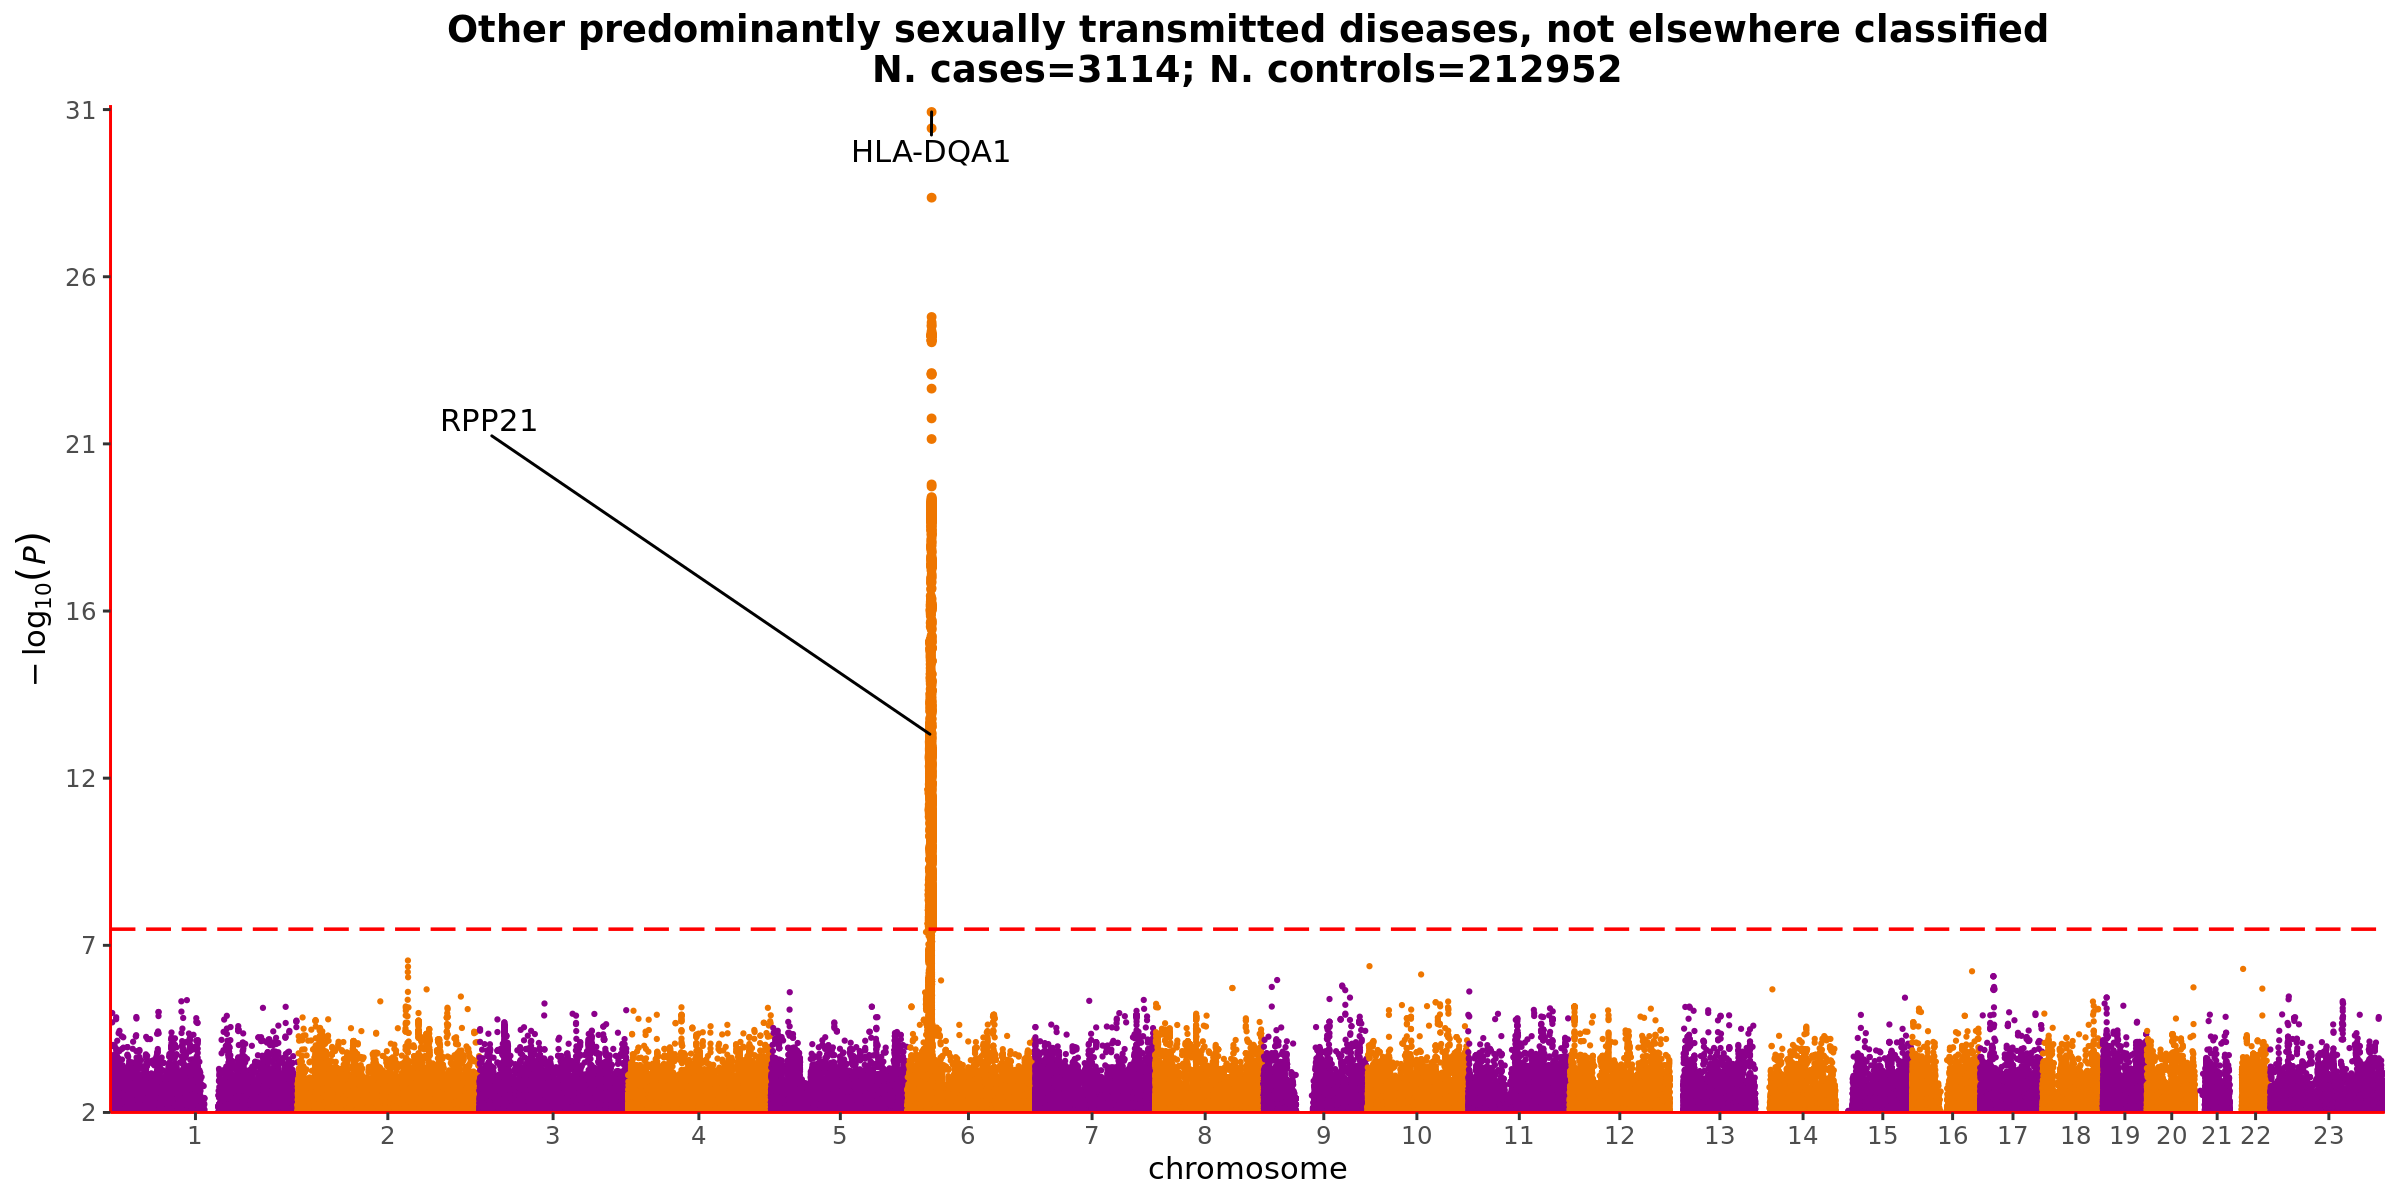 Other predominantly sexually transmitted diseases, not elsewhere classified
N. cases=3114; N. controls=212952
31
HLA-DQA1
26
RPP21
21
16
12
7
2
−log10(P)
1 2 3 4 5 6 7 8 9 10 11 12 13 14 15 16 17 18 19 20 21 22 23
chromosome